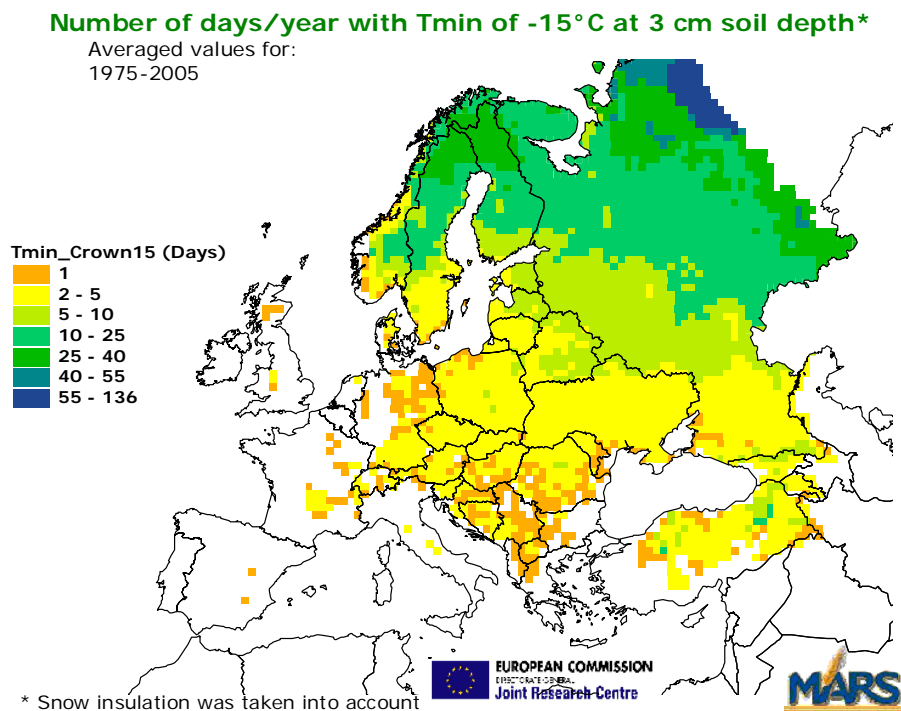 Number of days/year with Tmin of -15°C at 3 cm soil depth*
Averaged values for:
1975-2005
Tmin_Crown15 (Days)
1
2 - 5
5 - 10
10 - 25
25 - 40
40 - 55
55 - 136
EUROPEAN COMMISSION
DIRECTORATE-GENERAL
Joint Research Centre
MARS
* Snow insulation was taken into account